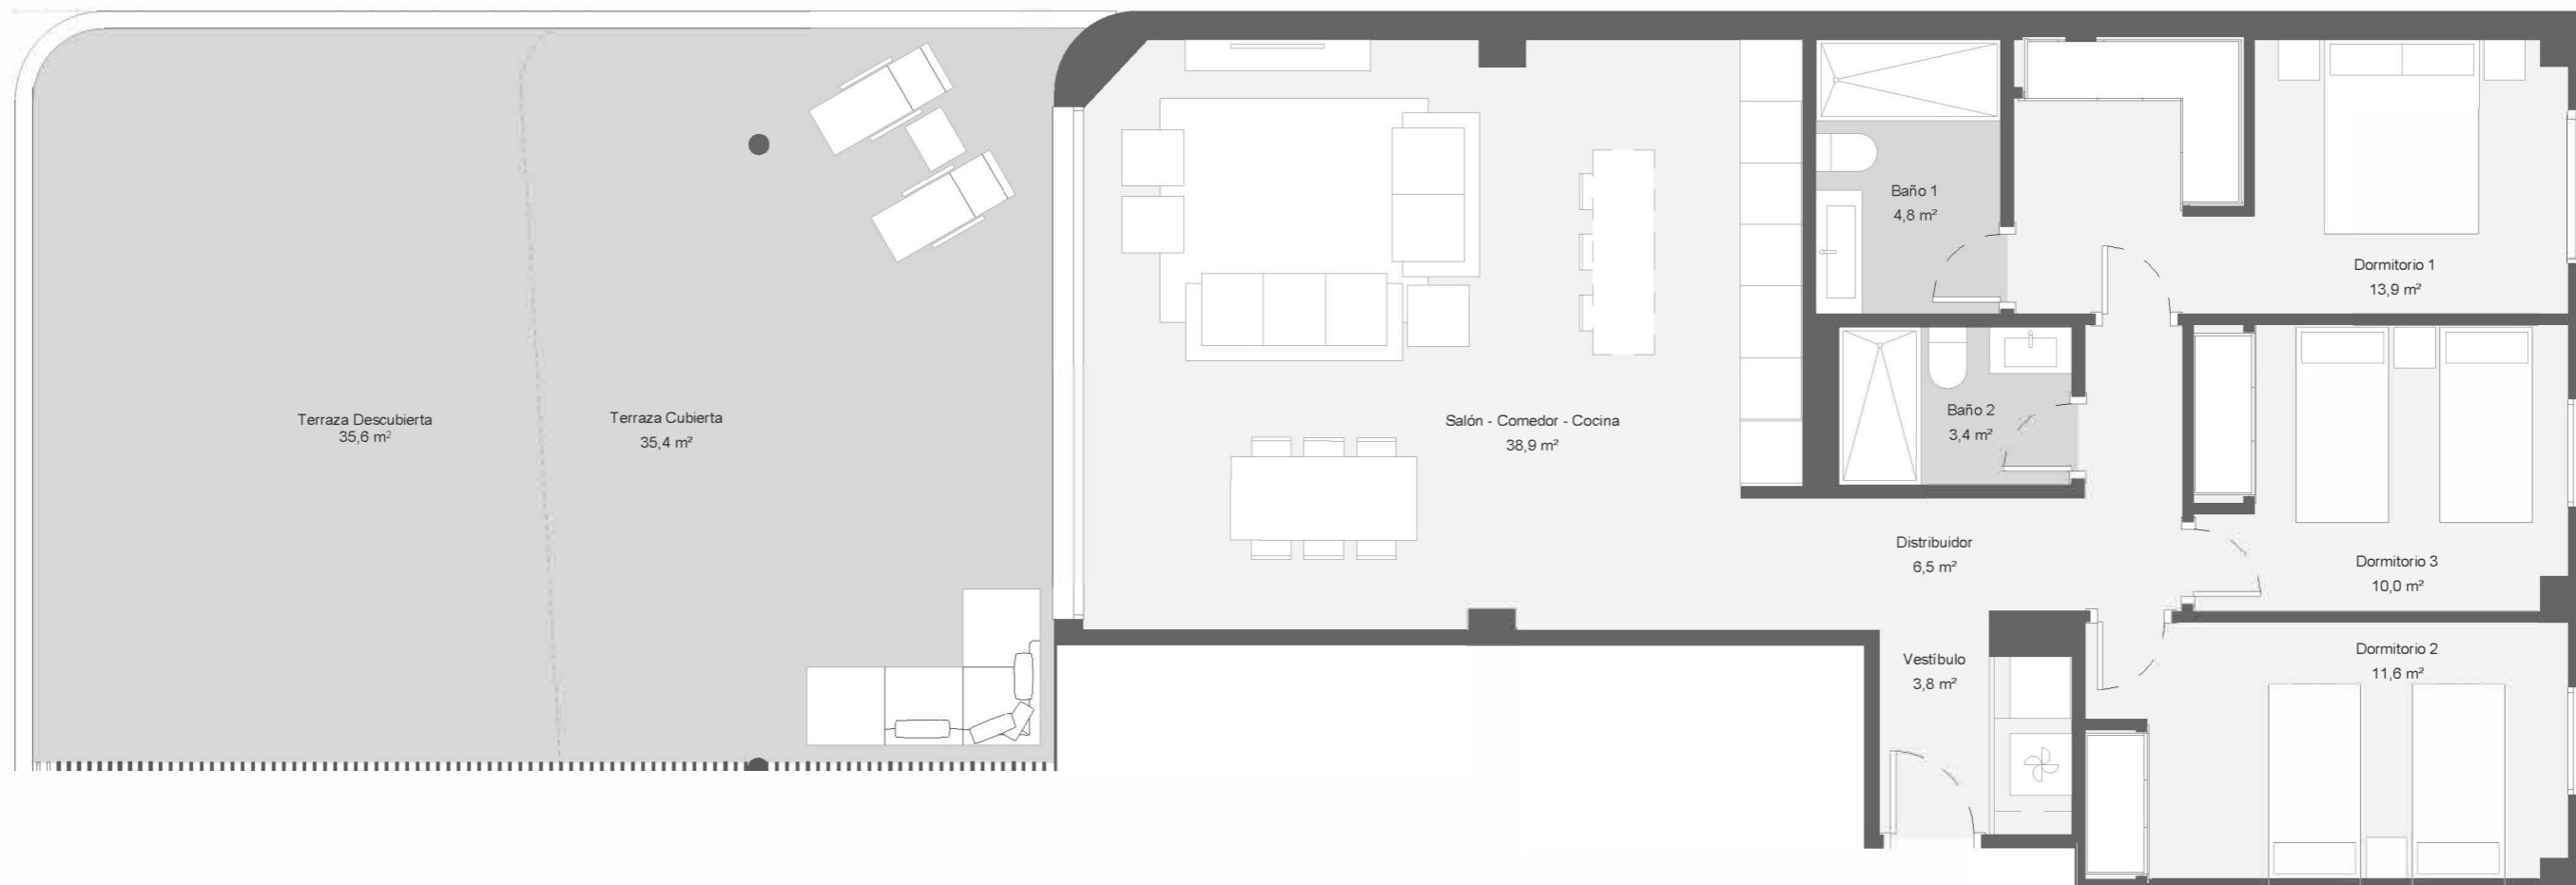 Terraza Descubierta
35,6 m²
Terraza Cubierta
35,4 m²
Salón - Comedor - Cocina
38,9 m²
Baño 1
4,8 m²
Baño 2
3,4 m²
Dormitorio 1
13,9 m²
Distribuidor
6,5 m²
Dormitorio 3
10,0 m²
Vestíbulo
3,8 m²
Dormitorio 2
11,6 m²